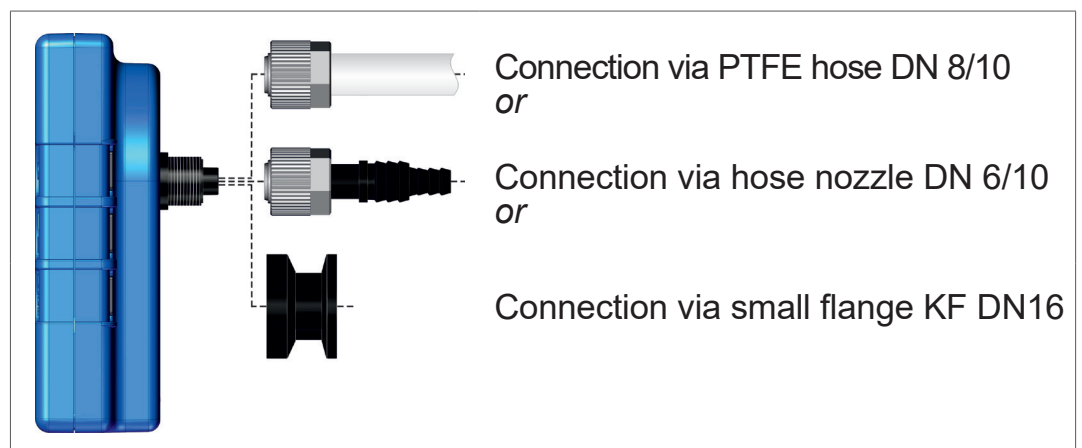 Connection via PTFE hose DN 8/10
or
Connection via hose nozzle DN 6/10
or
Connection via small flange KF DN16